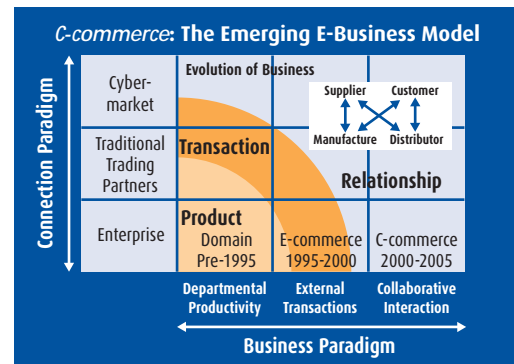 C-commerce: The Emerging E-Business Model
Connection Paradigm
Evolution of Business
Cyber-
market
Supplier Customer
Manufacture Distributor
Traditional
Trading
Partners
Transaction
Relationship
Enterprise
Product
Domain
Pre-1995
E-commerce
1995-2000
C-commerce
2000-2005
Departmental
Productivity
External
Transactions
Collaborative
Interaction
Business Paradigm